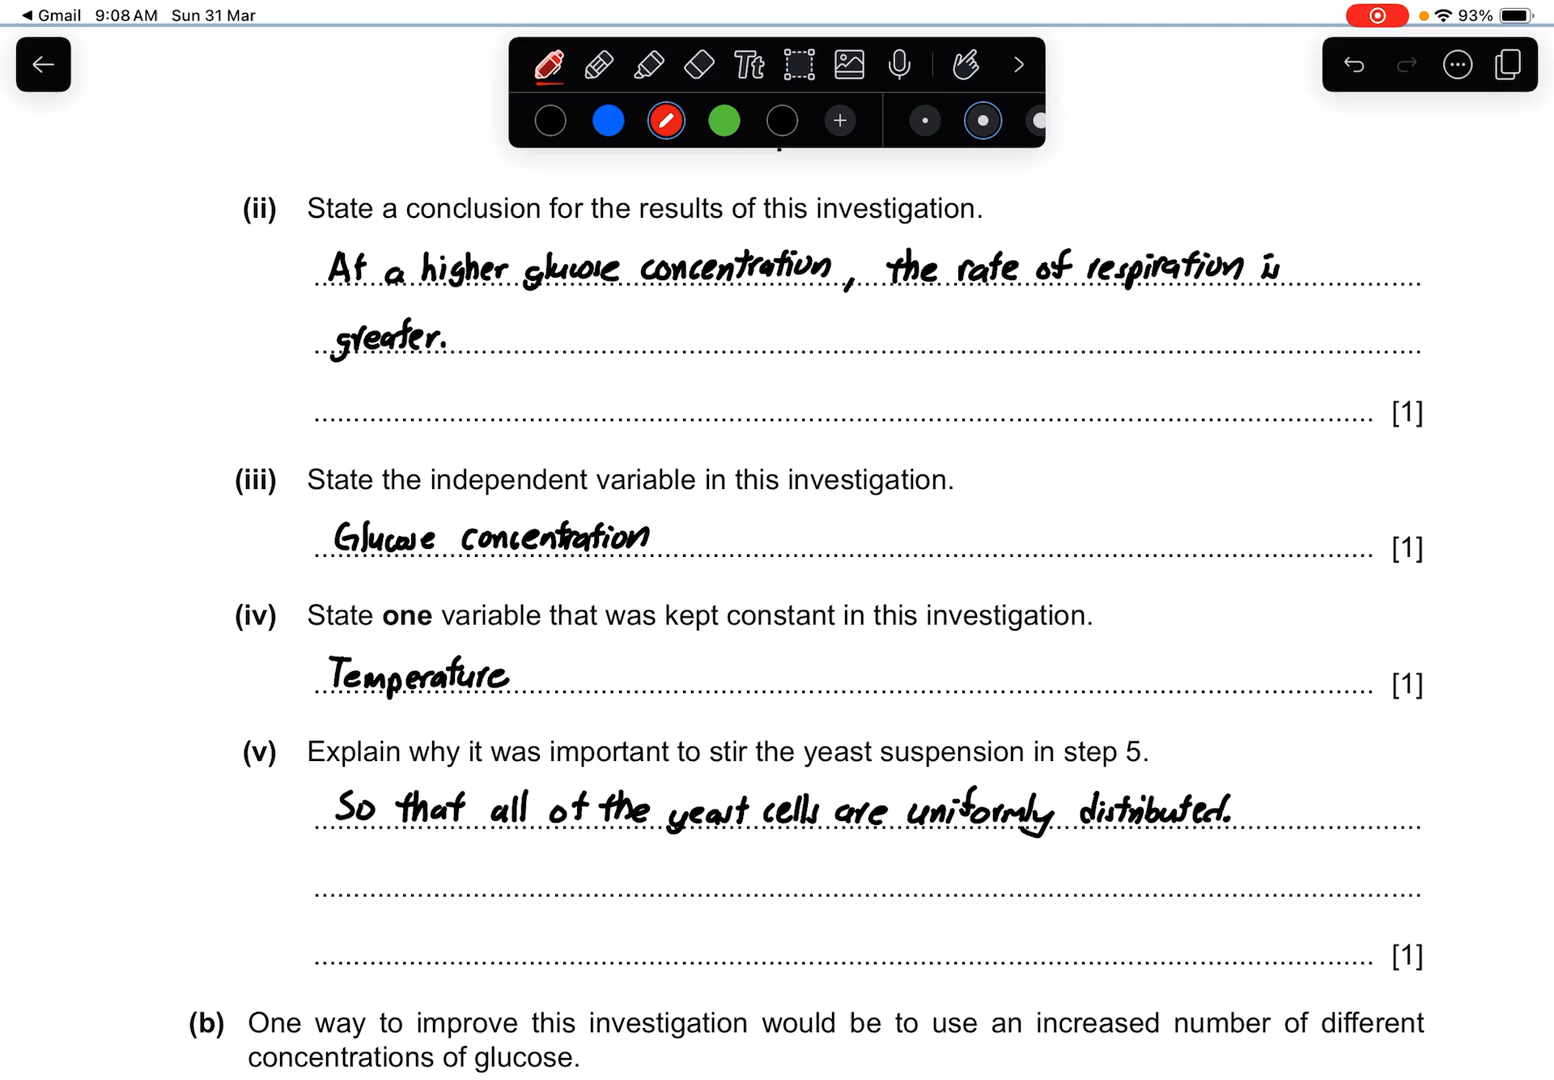 ◀ Gmail 9:08 AM Sun 31 Mar 93%
Tt
(ii) State a conclusion for the results of this investigation.
At a higher glucose concentration, the rate of respiration is
greater.
[1]
(iii) State the independent variable in this investigation.
Glucose concentration [1]
(iv) State one variable that was kept constant in this investigation.
Temperature [1]
(v) Explain why it was important to stir the yeast suspension in step 5.
So that all of the yeast cells are uniformly distributed.
[1]
(b) One way to improve this investigation would be to use an increased number of different
concentrations of glucose.